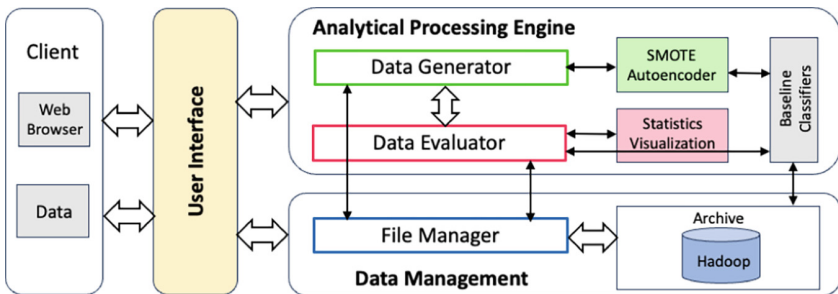 Client
Web
Browser
Data
User Interface
Analytical Processing Engine
Data Generator
SMOTE
Autoencoder
Data Evaluator
Statistics
Visualization
Baseline
Classifiers
File Manager
Archive
Hadoop
Data Management